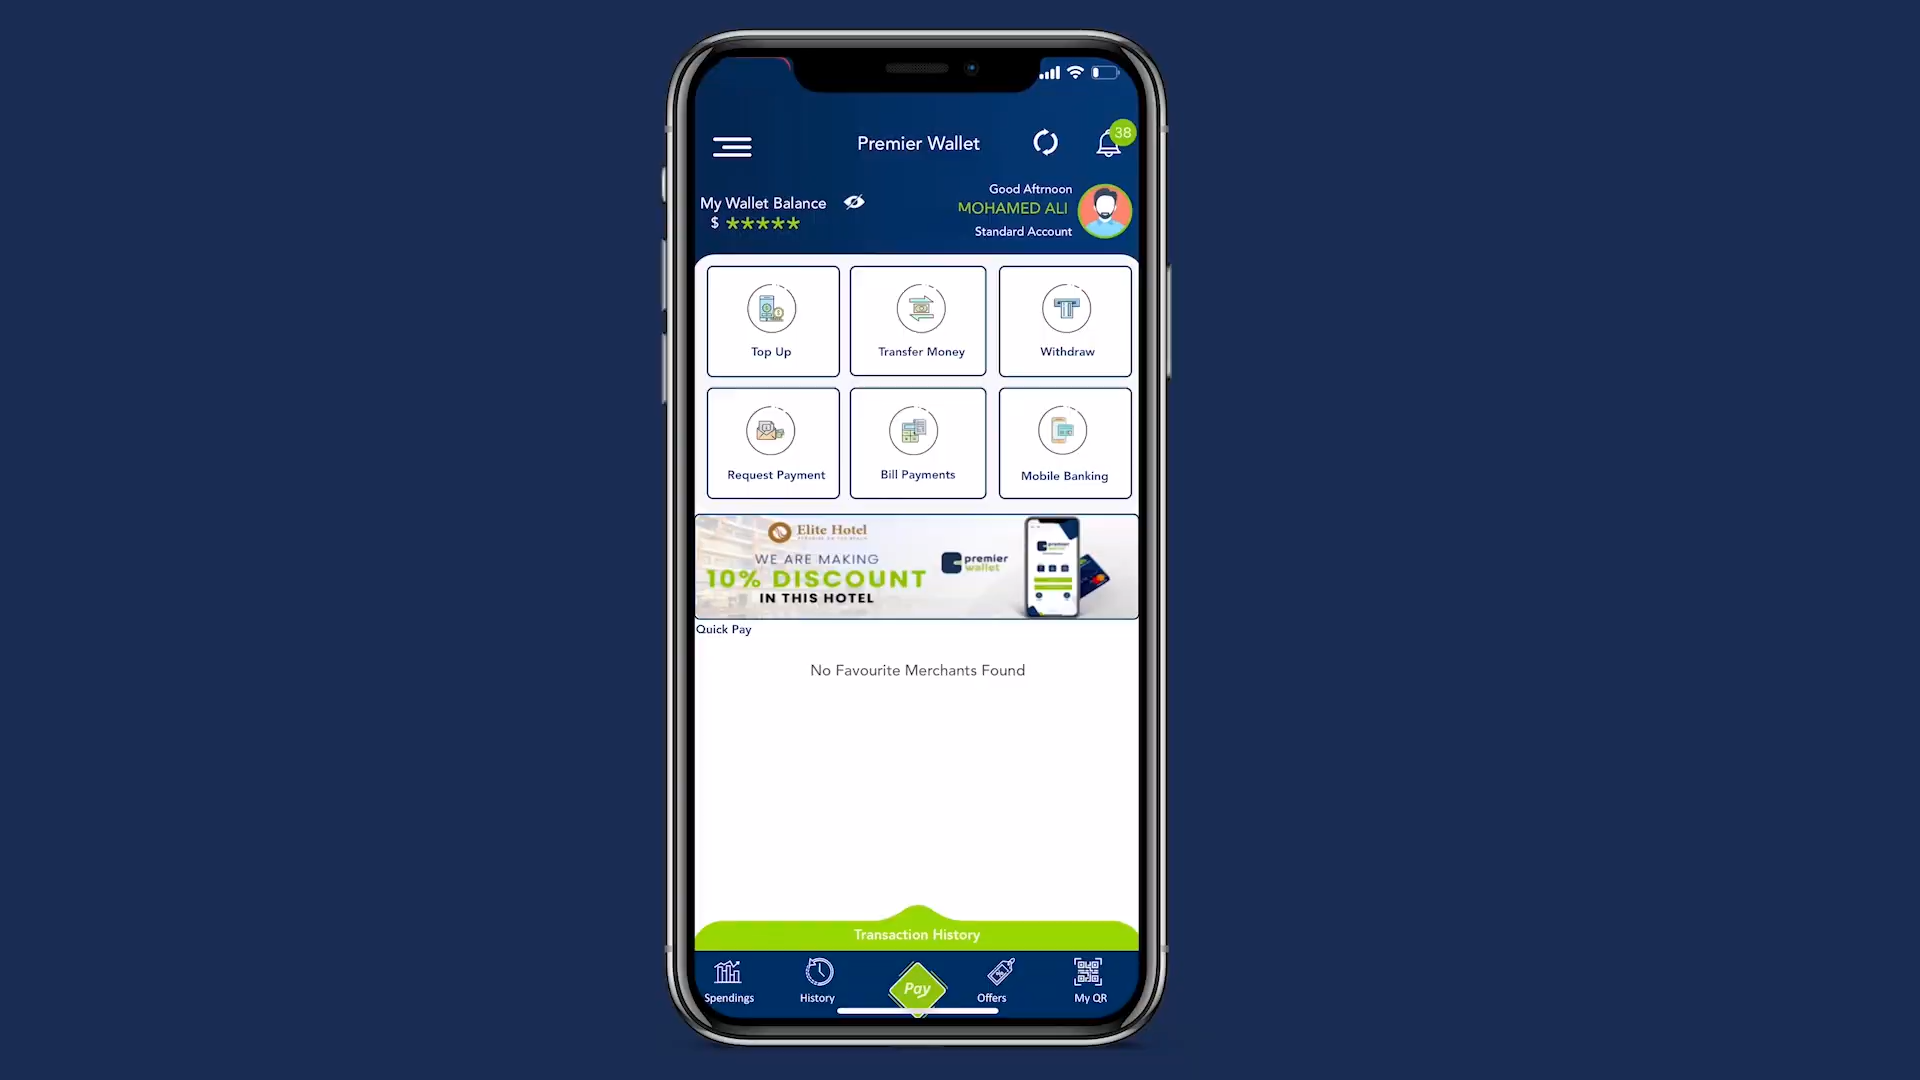 Premier Wallet
38
My Wallet Balance
$ *****
Good Aftrnoon
MOHAMED ALI
Standard Account
Top Up
Transfer Money
Withdraw
Request Payment
Bill Payments
Mobile Banking
Elite Hotel
WE ARE MAKING
10% DISCOUNT
IN THIS HOTEL
premier
wallet
Quick Pay
No Favourite Merchants Found
Transaction History
Spendings
History
Pay
Offers
My QR